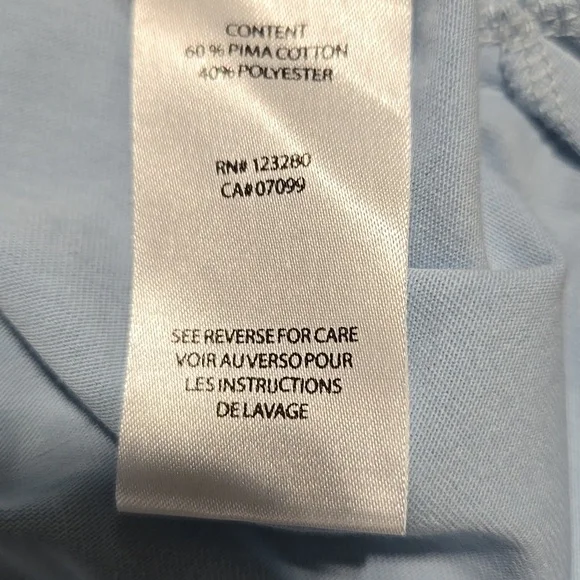 CONTENT
60% PIMA COTTON
40% POLYESTER
RN# 123280
CA# 07099
SEE REVERSE FOR CARE
VOIR AU VERSO POUR
LES INSTRUCTIONS
DE LAVAGE